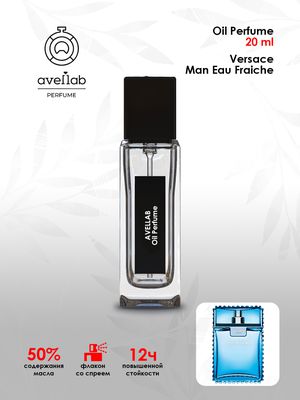 avellab
PERFUME
Oil Perfume
20 ml
Versace
Man Eau Fraiche
AVELLAB
Oil Perfume
50%
содержания
масла
флакон
со спреем
12ч
повышенной
стойкости